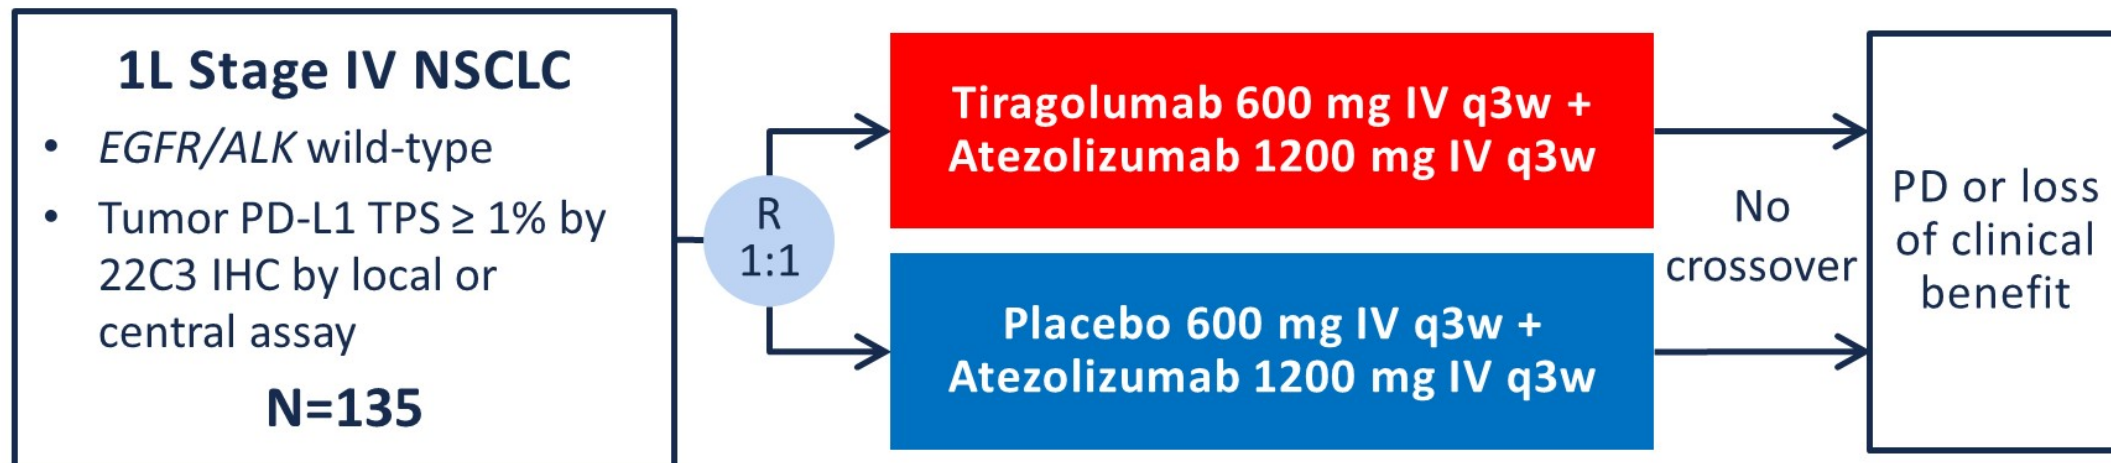 1L Stage IV NSCLC
• EGFR/ALK wild-type
• Tumor PD-L1 TPS ≥ 1% by
22C3 IHC by local or
central assay
N=135
R
1:1
Tiragolumab 600 mg IV q3w +
Atezolizumab 1200 mg IV q3w
Placebo 600 mg IV q3w +
Atezolizumab 1200 mg IV q3w
No
crossover
PD or loss
of clinical
benefit